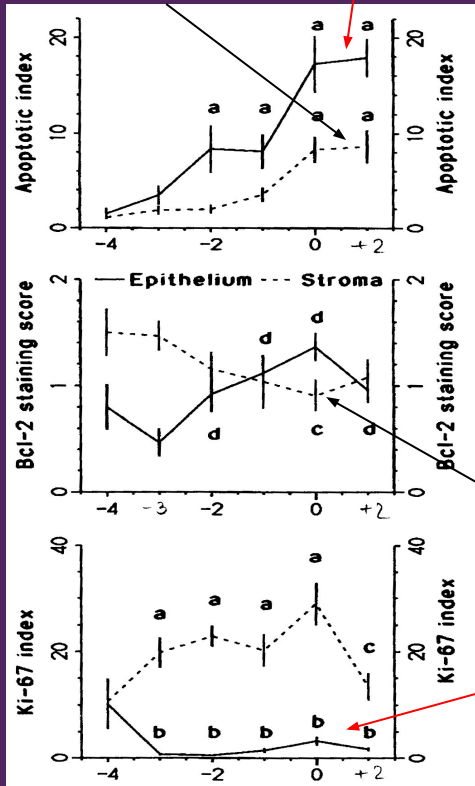 Apoptotic index
20
10
0
a
a
a
a
a
a
20
10
0
Apoptotic index
-4
-2
0
+2
Bcl-2 staining score
2
1
0
Epithelium
Stroma
d
d
d
c
d
2
1
0
Bcl-2 staining score
-4
-3
-2
0
+2
Ki-67 index
40
20
0
a
a
a
a
c
b
b
b
b
b
40
20
0
Ki-67 index
-4
-2
0
+2